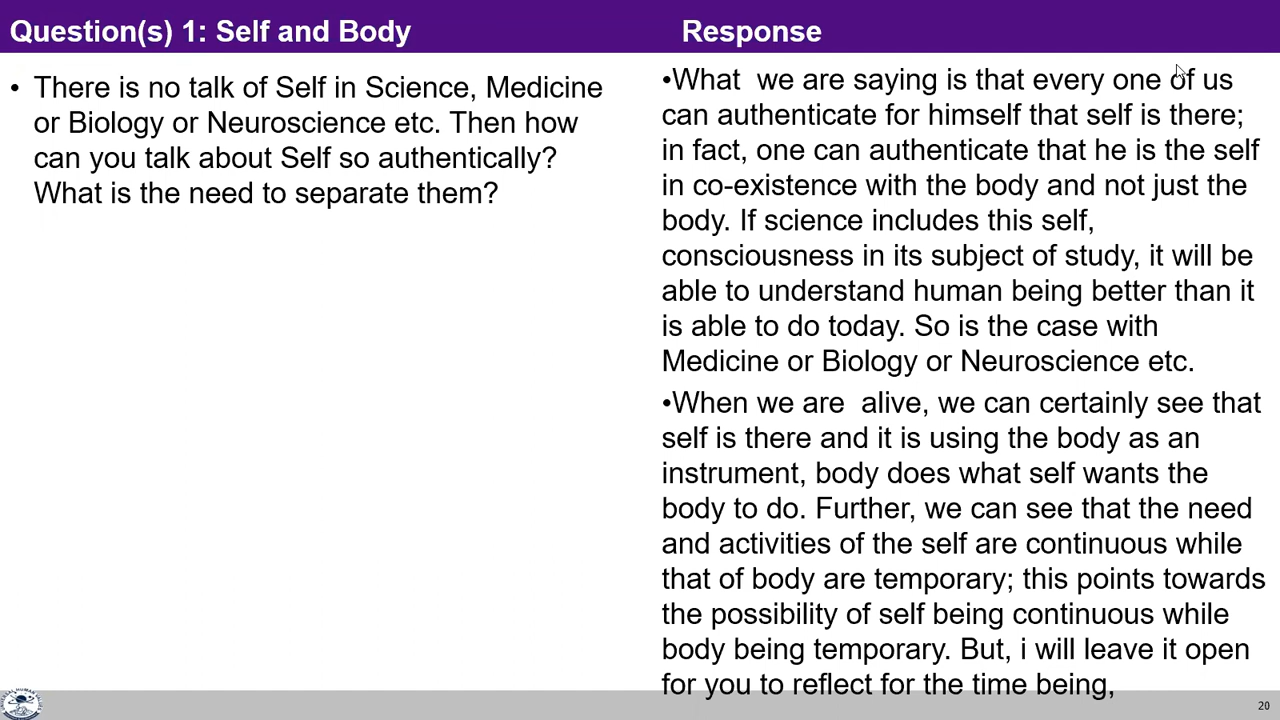 Question(s) 1: Self and Body
Response
• There is no talk of Self in Science, Medicine
or Biology or Neuroscience etc. Then how
can you talk about Self so authentically?
What is the need to separate them?
•What  we are saying is that every one of us
can authenticate for himself that self is there;
in fact, one can authenticate that he is the self
in co-existence with the body and not just the
body. If science includes this self,
consciousness in its subject of study, it will be
able to understand human being better than it
is able to do today. So is the case with
Medicine or Biology or Neuroscience etc.
•When we are  alive, we can certainly see that
self is there and it is using the body as an
instrument, body does what self wants the
body to do. Further, we can see that the need
and activities of the self are continuous while
that of body are temporary; this points towards
the possibility of self being continuous while
body being temporary. But, i will leave it open
for you to reflect for the time being,
20